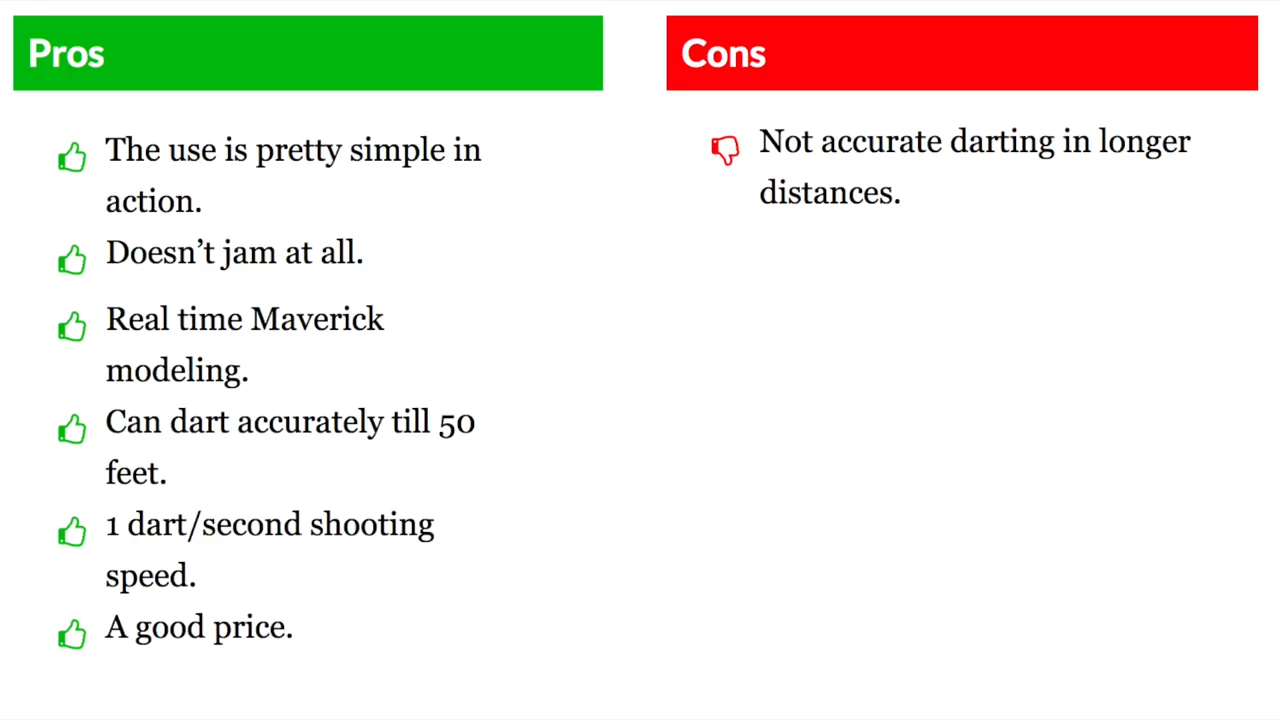 Pros
The use is pretty simple in
action.
Doesn’t jam at all.
Real time Maverick
modeling.
Can dart accurately till 50
feet.
1 dart/second shooting
speed.
A good price.
Cons
Not accurate darting in longer
distances.